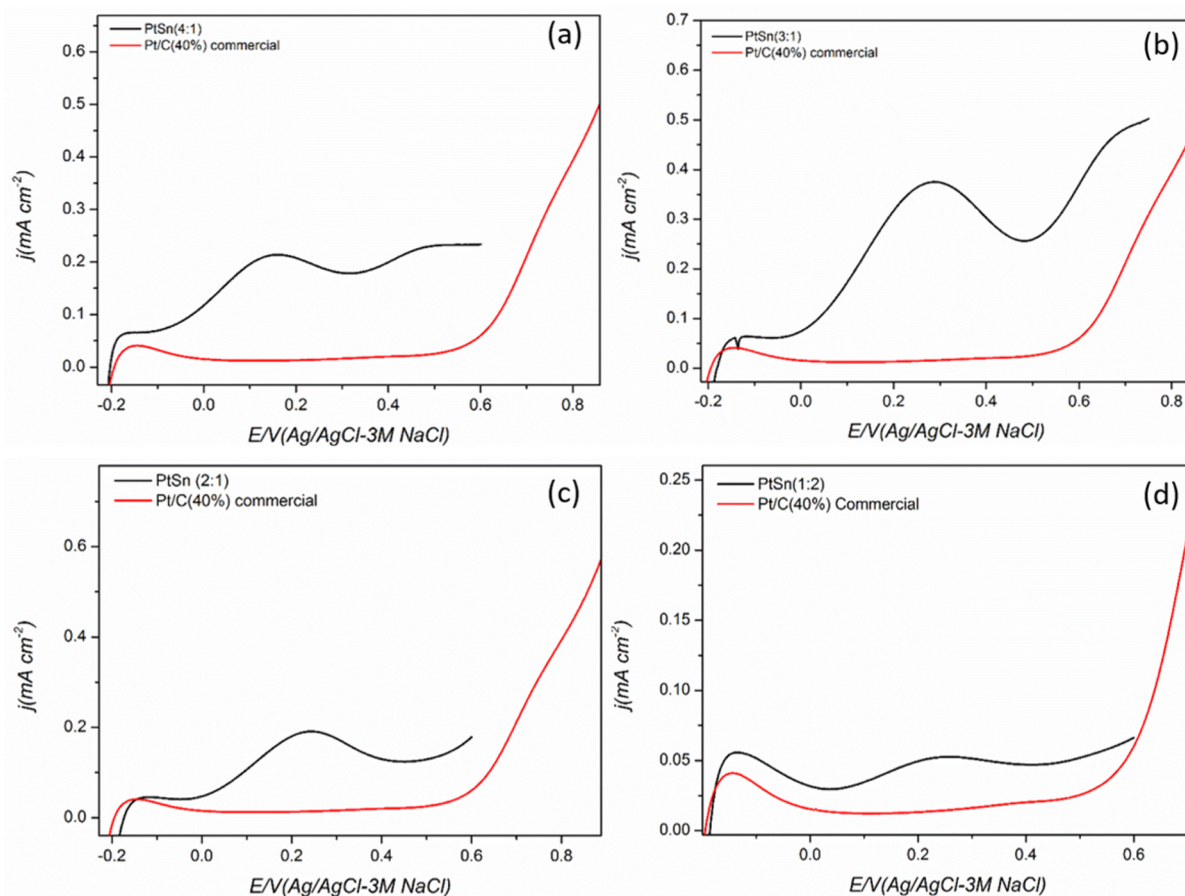 PtSn(4:1)
Pt/C(40%) commercial
(a)
0.6
0.5
0.4
0.3
0.2
0.1
0.0
j(mA cm-2)
-0.2 0.0 0.2 0.4 0.6 0.8
E/V(Ag/AgCl-3M NaCl)
PtSn(3:1)
Pt/C(40%) commercial
(b)
0.7
0.6
0.5
0.4
0.3
0.2
0.1
0.0
j(mA cm-2)
-0.2 0.0 0.2 0.4 0.6 0.8
E/V(Ag/AgCl-3M NaCl)
PtSn (2:1)
Pt/C(40%) commercial
(c)
0.6
0.4
0.2
0.0
j(mA cm-2)
-0.2 0.0 0.2 0.4 0.6 0.8
E/V(Ag/AgCl-3M NaCl)
PtSn(1:2)
Pt/C(40%) Commercial
(d)
0.25
0.20
0.15
0.10
0.05
0.00
j(mA cm-2)
0.0 0.2 0.4 0.6
E/V(Ag/AgCl-3M NaCl)